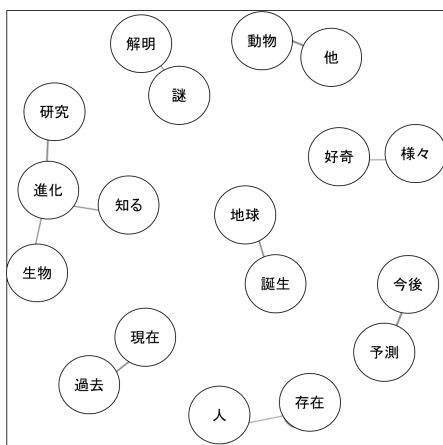 解明
動物
他
謎
研究
好奇
様々
進化
知る
地球
生物
誕生
今後
現在
予測
過去
人
存在